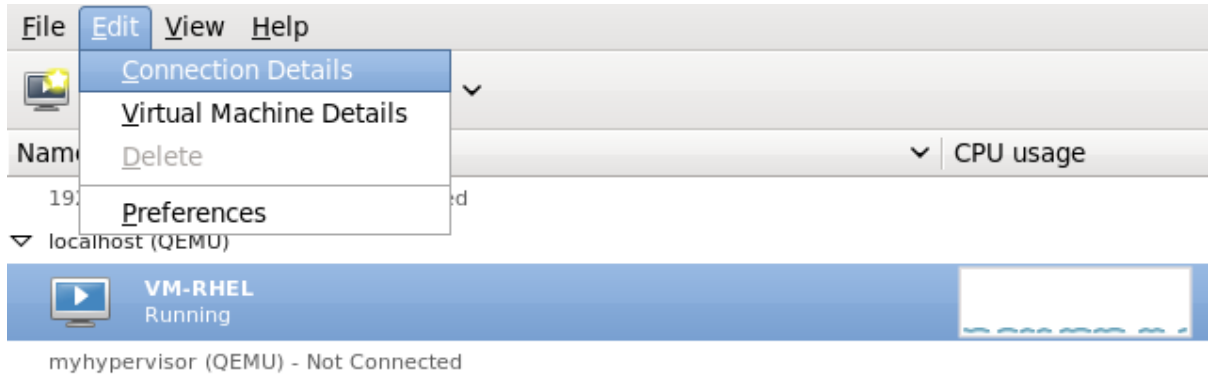 File Edit View Help
Connection Details
Virtual Machine Details
Delete
CPU usage
Preferences
localhost (QEMU)
VM-RHEL
Running
myhypervisor (QEMU) - Not Connected